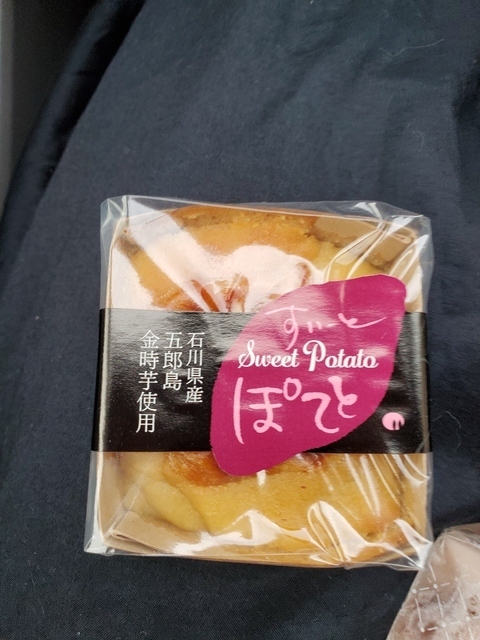 すいーと
Sweet Potato
ぽてと
石川県産
五郎島
金時芋使用